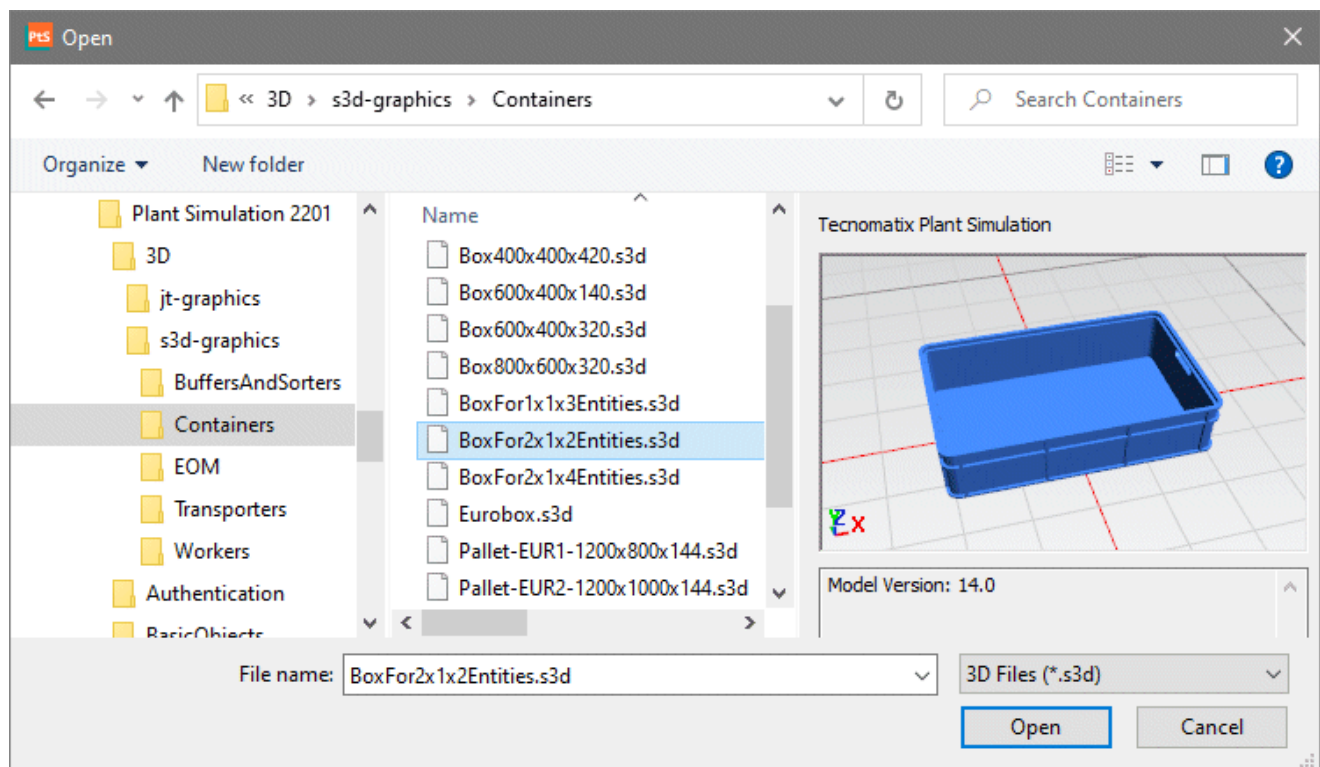 PtS Open
« 3D › s3d-graphics › Containers
Search Containers
Organize
New folder
Plant Simulation 2201
3D
jt-graphics
s3d-graphics
BuffersAndSorters
Containers
EOM
Transporters
Workers
Authentication
BasicObjects
Name
Box400x400x420.s3d
Box600x400x140.s3d
Box600x400x320.s3d
Box800x600x320.s3d
BoxFor1x1x3Entities.s3d
BoxFor2x1x2Entities.s3d
BoxFor2x1x4Entities.s3d
Eurobox.s3d
Pallet-EUR1-1200x800x144.s3d
Pallet-EUR2-1200x1000x144.s3d
Tecnomatix Plant Simulation
Y Z X
Model Version: 14.0
File name: BoxFor2x1x2Entities.s3d
3D Files (*.s3d)
Open
Cancel